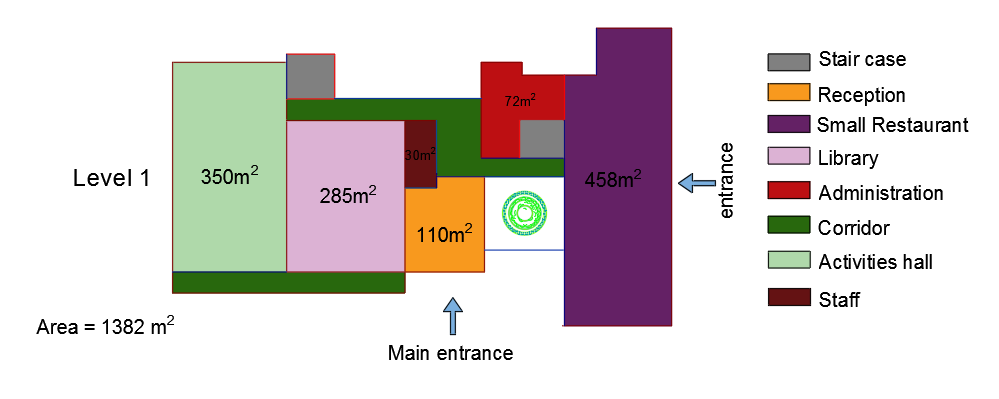 Level 1
350m²
285m²
30m²
110m²
72m²
458m²
entrance
Main entrance
Area = 1382 m²
Stair case
Reception
Small Restaurant
Library
Administration
Corridor
Activities hall
Staff